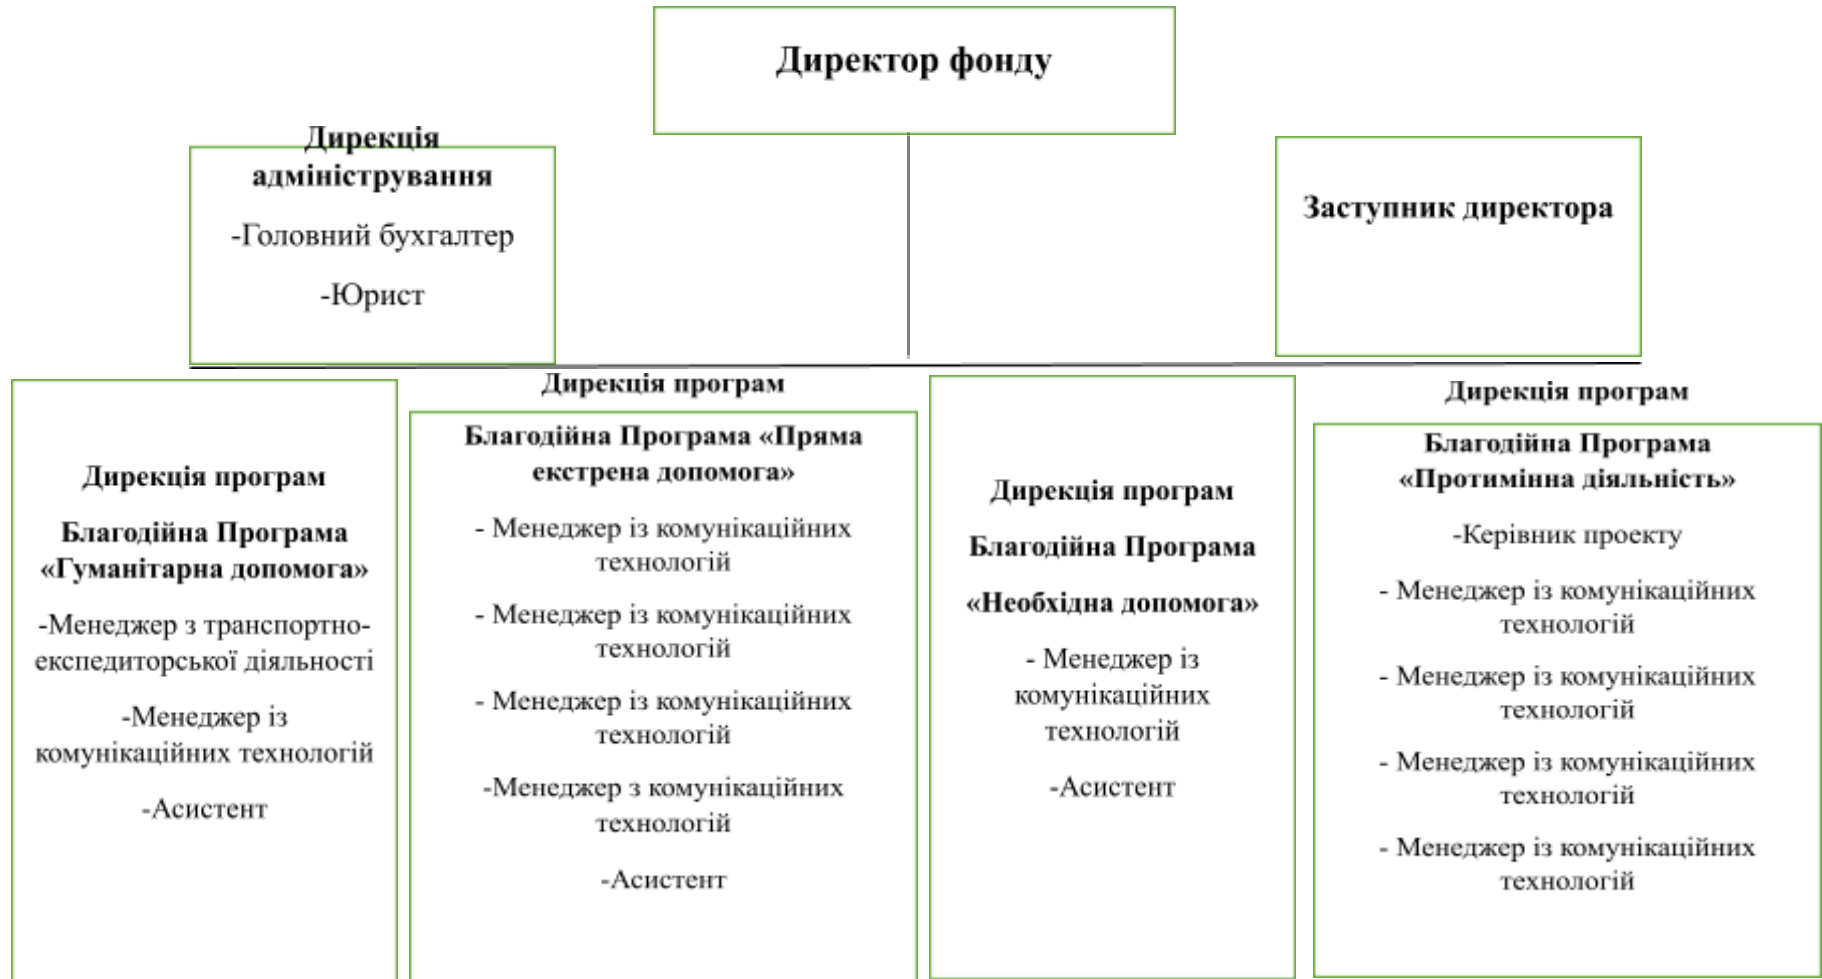 Директор фонду
Дирекція
адміністрування
-Головний бухгалтер
-Юрист
Заступник директора
Дирекція програм
Благодійна Програма
«Гуманітарна допомога»
-Менеджер з транспортно-
експедиторської діяльності
-Менеджер із
комунікаційних технологій
-Асистент
Дирекція програм
Благодійна Програма «Пряма
екстрена допомога»
- Менеджер із комунікаційних
технологій
- Менеджер із комунікаційних
технологій
- Менеджер із комунікаційних
технологій
-Менеджер з комунікаційних
технологій
-Асистент
Дирекція програм
Благодійна Програма
«Необхідна допомога»
- Менеджер із
комунікаційних
технологій
-Асистент
Дирекція програм
Благодійна Програма
«Протимінна діяльність»
-Керівник проекту
- Менеджер із комунікаційних
технологій
- Менеджер із комунікаційних
технологій
- Менеджер із комунікаційних
технологій
- Менеджер із комунікаційних
технологій